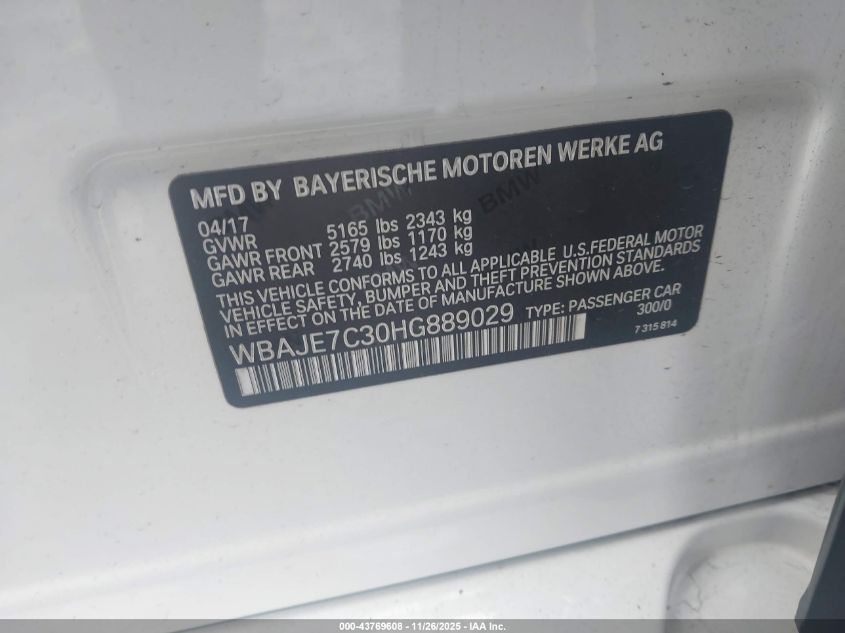 MFD BY BAYERISCHE MOTOREN WERKE AG
04/17
GVWR 5165 lbs 2343 kg
GAWR FRONT 2579 lbs 1170 kg
GAWR REAR 2740 lbs 1243 kg
THIS VEHICLE CONFORMS TO ALL APPLICABLE U.S.FEDERAL MOTOR
VEHICLE SAFETY, BUMPER AND THEFT PREVENTION STANDARDS
IN EFFECT ON THE DATE OF MANUFACTURE SHOWN ABOVE.
WBAJE7C30HG889029 TYPE: PASSENGER CAR
300/0
7 315 814
BMW BMW
000-43769608 - 11/26/2025 - IAA Inc.